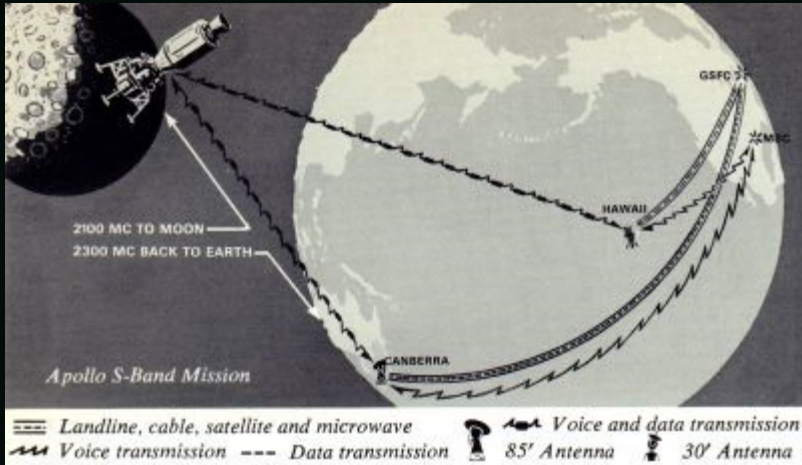 GSFC
MSC
HAWAII
2100 MC TO MOON
2300 MC BACK TO EARTH
CANBERRA
Apollo S-Band Mission
Landline, cable, satellite and microwave
Voice and data transmission
Voice transmission
Data transmission
85' Antenna
30' Antenna